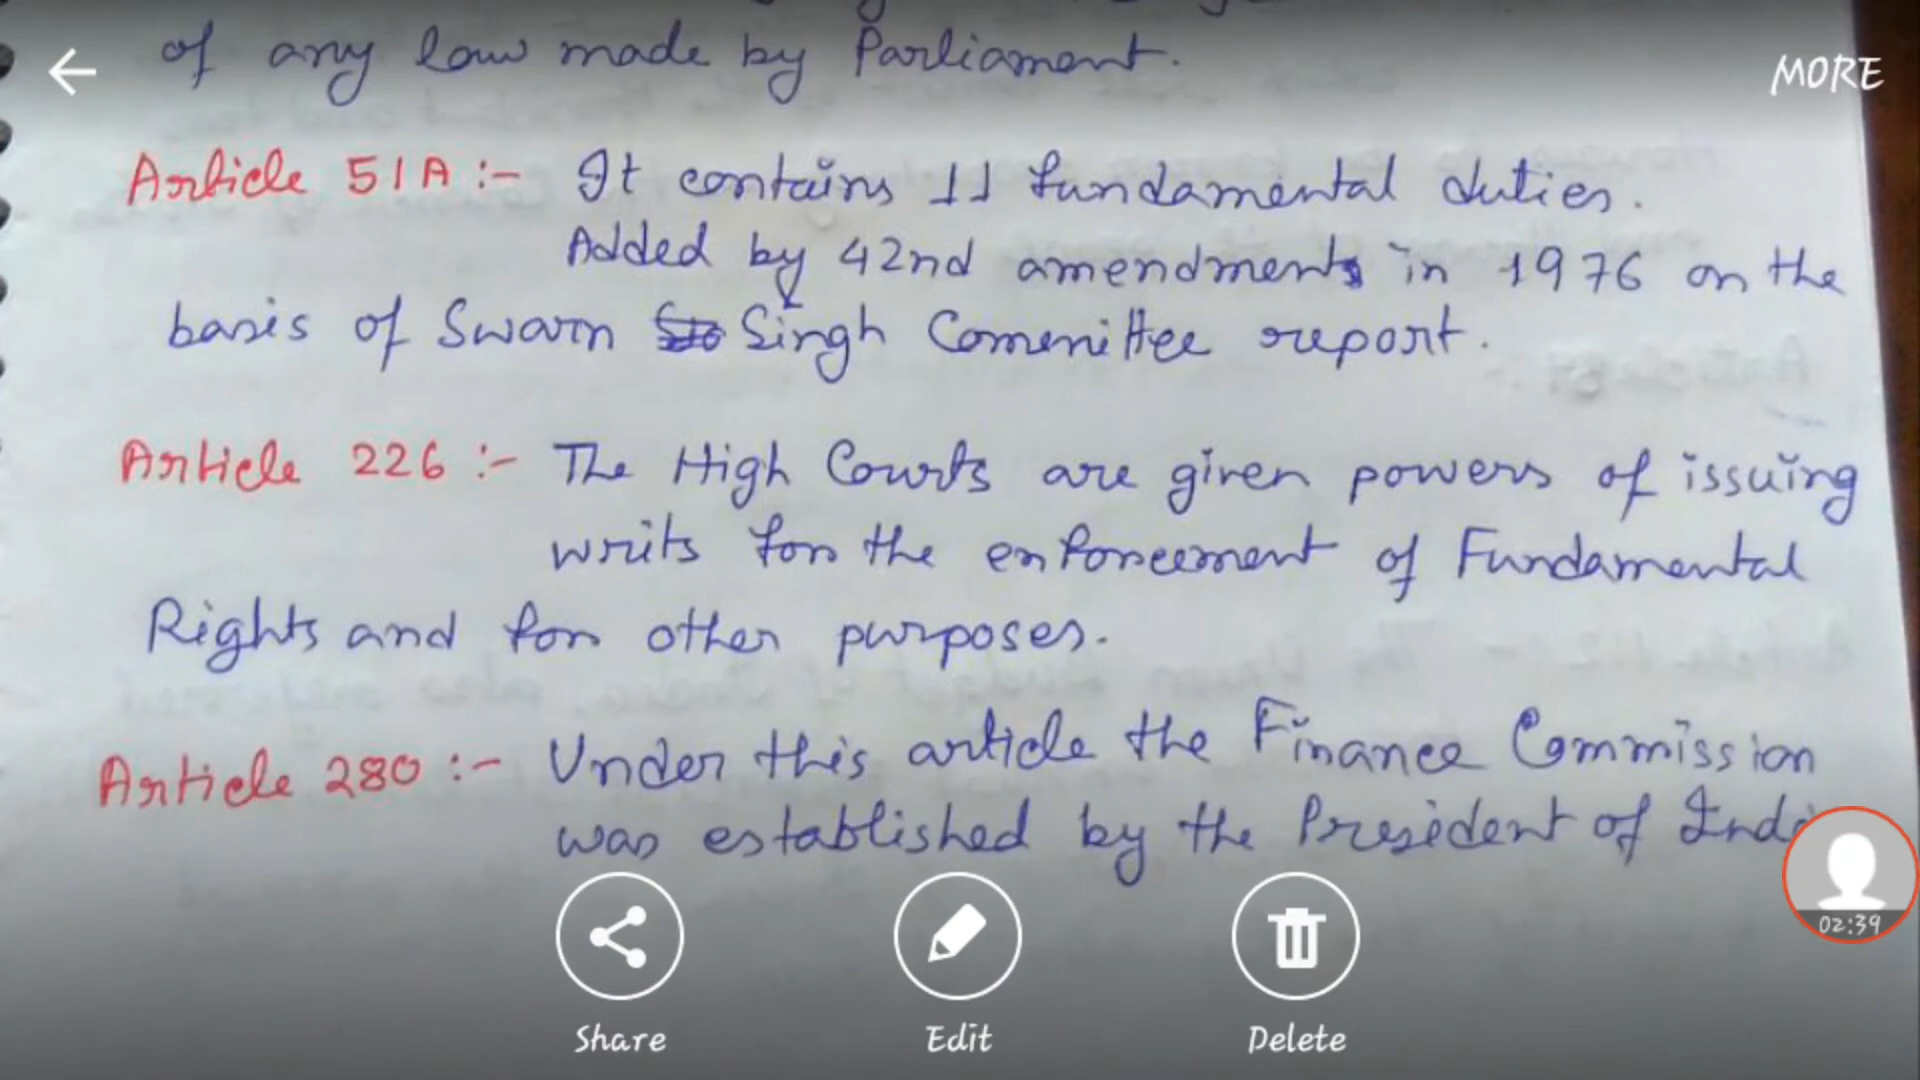 of any law made by Parliament.
MORE
Article 51A :- It contains 11 fundamental duties.
Added by 42nd amendments in 1976 on the
basis of Swarn Singh Committee report.
Article 226 :- The High Courts are given powers of issuing
writs for the enforcement of Fundamental
Rights and for other purposes.
Article 280 :- Under this article the Finance Commission
was established by the President of India
02:39
Share Edit Delete